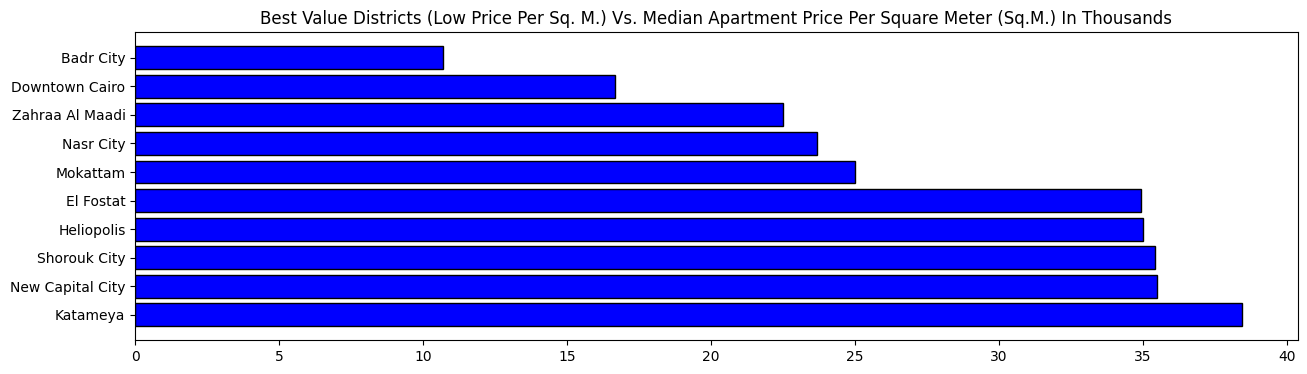 Best Value Districts (Low Price Per Sq. M.) Vs. Median Apartment Price Per Square Meter (Sq.M.) In Thousands
Badr City
Downtown Cairo
Zahraa Al Maadi
Nasr City
Mokattam
El Fostat
Heliopolis
Shorouk City
New Capital City
Katameya
0 5 10 15 20 25 30 35 40